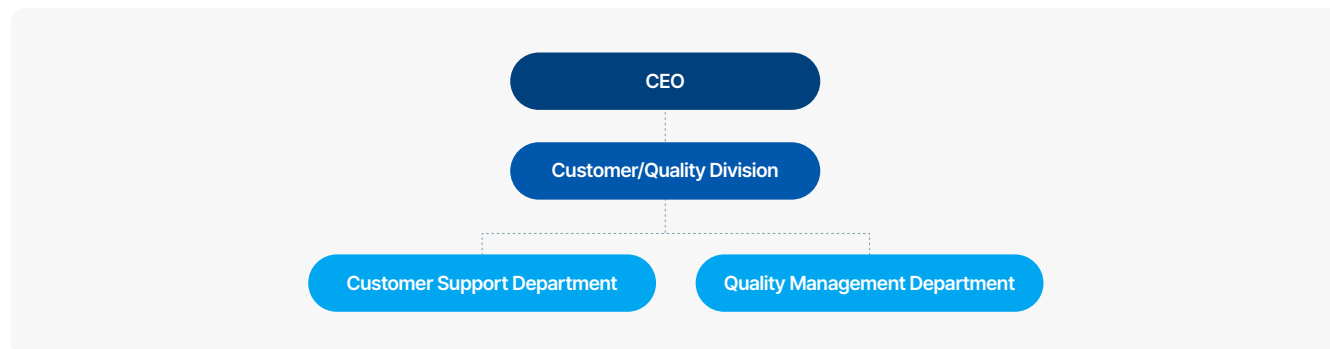 CEO
Customer/Quality Division
Customer Support Department
Quality Management Department